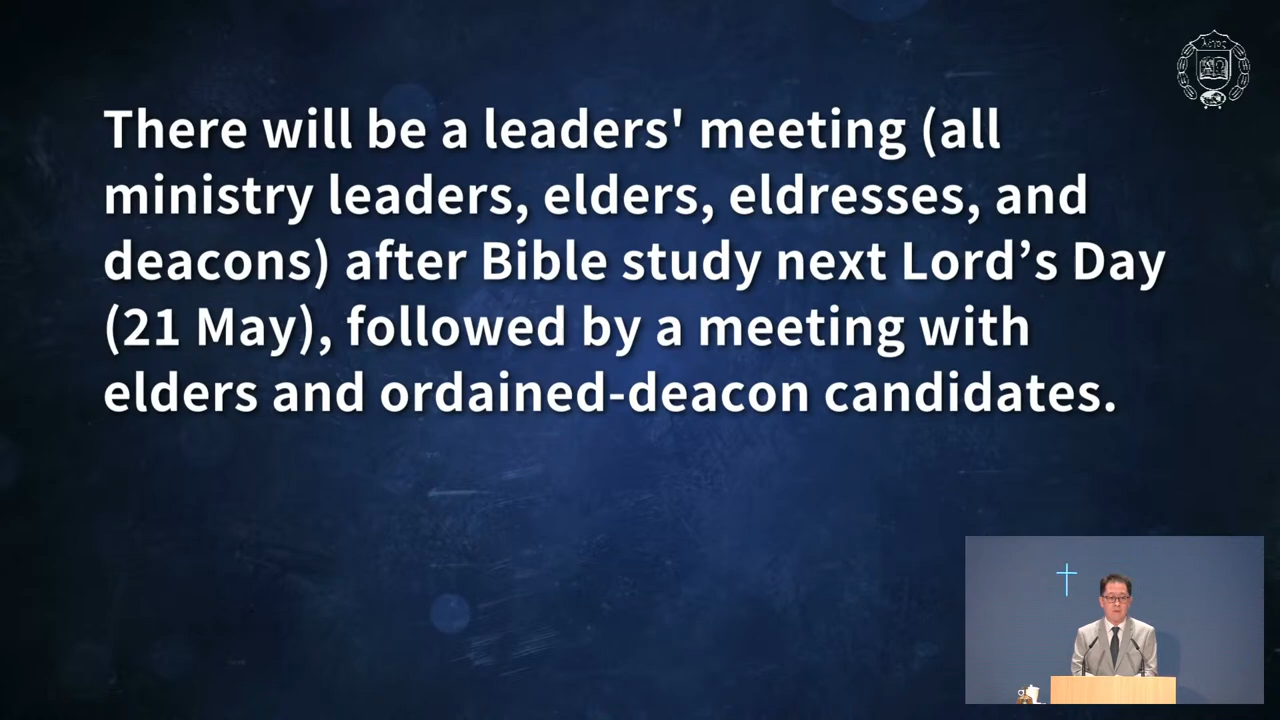 λόγος
There will be a leaders' meeting (all
ministry leaders, elders, eldresses, and
deacons) after Bible study next Lord’s Day
(21 May), followed by a meeting with
elders and ordained-deacon candidates.